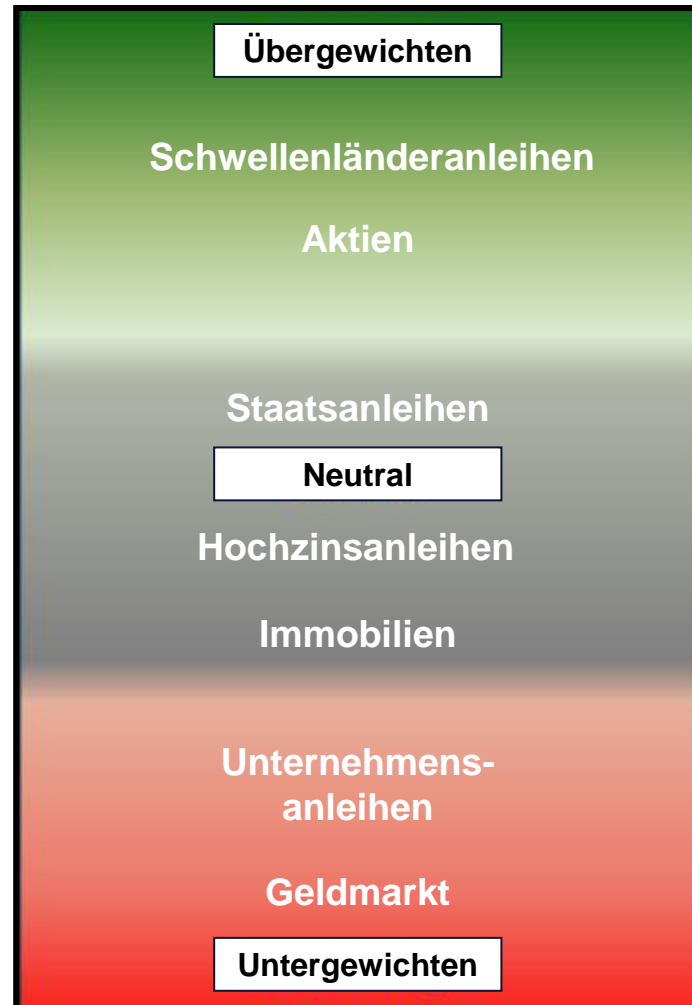 Übergewichten
Schwellenländeranleihen
Aktien
Staatsanleihen
Neutral
Hochzinsanleihen
Immobilien
Unternehmens-
anleihen
Geldmarkt
Untergewichten